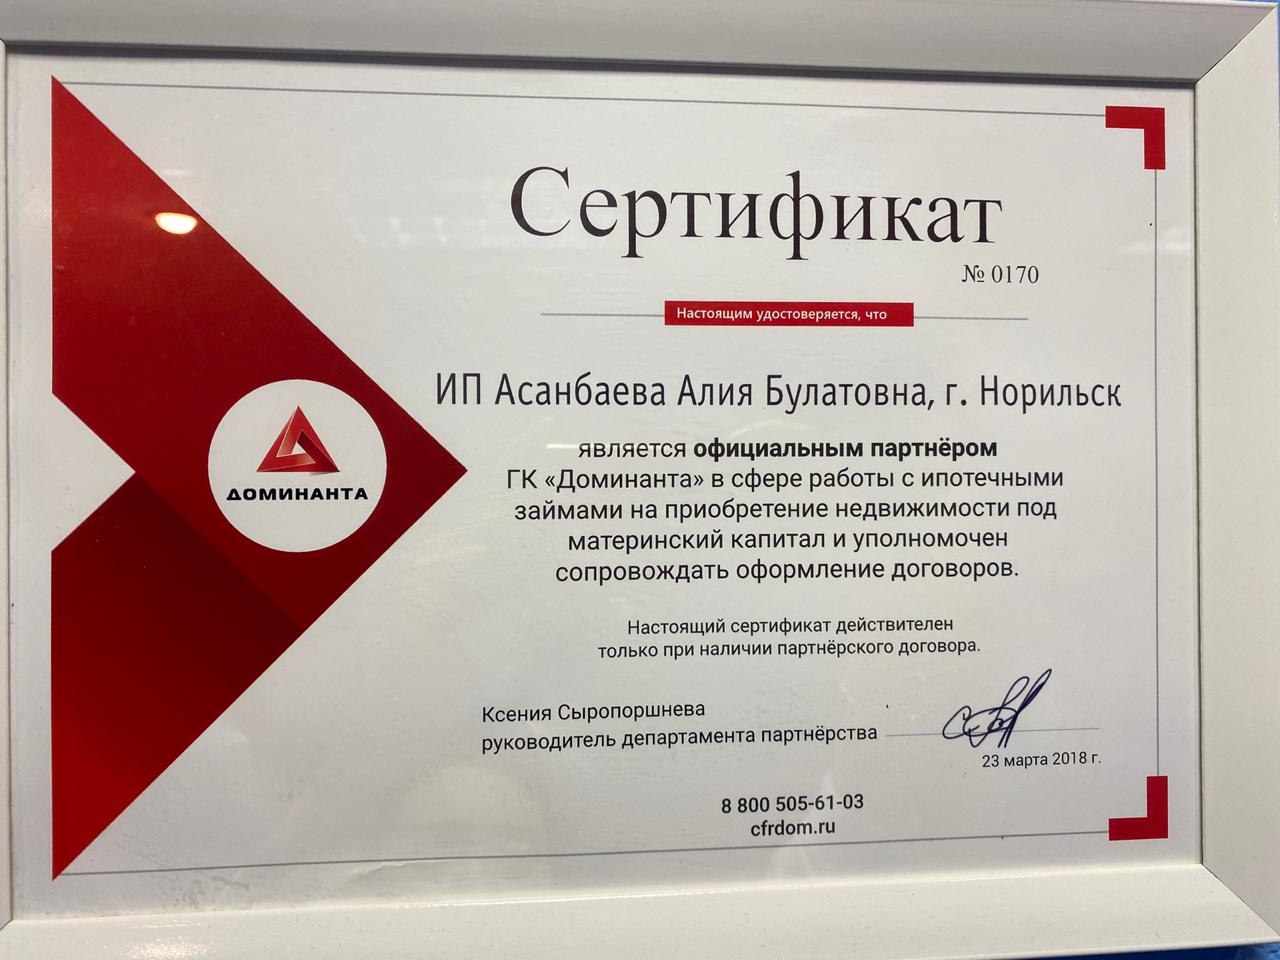 Сертификат
№ 0170
Настоящим удостоверяется, что
ИП Асанбаева Алия Булатовна, г. Норильск
является официальным партнёром
ГК «Доминанта» в сфере работы с ипотечными
займами на приобретение недвижимости под
материнский капитал и уполномочен
сопровождать оформление договоров.
ДОМИНАНТА
Настоящий сертификат действителен
только при наличии партнёрского договора.
Ксения Сыропоршнева
руководитель департамента партнёрства
23 марта 2018 г.
8 800 505-61-03
cfrdom.ru